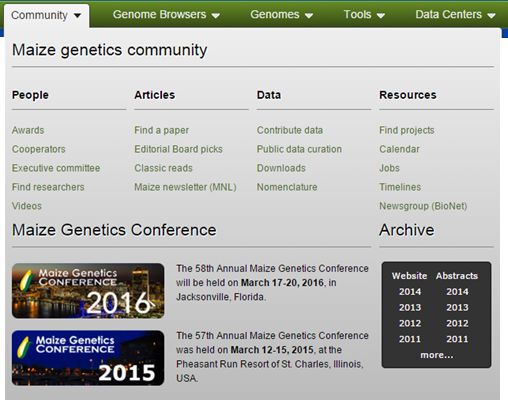 Community Genome Browsers Genomes Tools Data Centers
Maize genetics community
People
Awards
Cooperators
Executive committee
Find researchers
Videos
Articles
Find a paper
Editorial Board picks
Classic reads
Maize newsletter (MNL)
Data
Contribute data
Public data curation
Downloads
Nomenclature
Resources
Find projects
Calendar
Jobs
Timelines
Newsgroup (BioNet)
Maize Genetics Conference
Maize Genetics
Conference
2016
The 58th Annual Maize Genetics Conference
will be held on March 17-20, 2016, in
Jacksonville, Florida.
Maize Genetics
Conference
2015
The 57th Annual Maize Genetics Conference
was held on March 12-15, 2015, at the
Pheasant Run Resort of St. Charles, Illinois,
USA.
Archive
Website Abstracts
2014 2014
2013 2013
2012 2012
2011 2011
more...